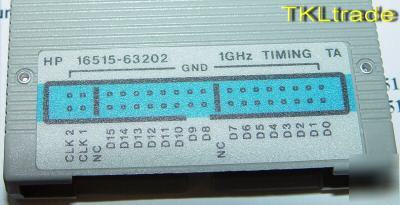 TKLtrade
HP 16515-63202 GND 1GHz TIMING TA
CLK 2
CLK 1
NC
D15
D14
D13
D12
D11
D10
D9
D8
NC
D7
D6
D5
D4
D3
D2
D1
D0